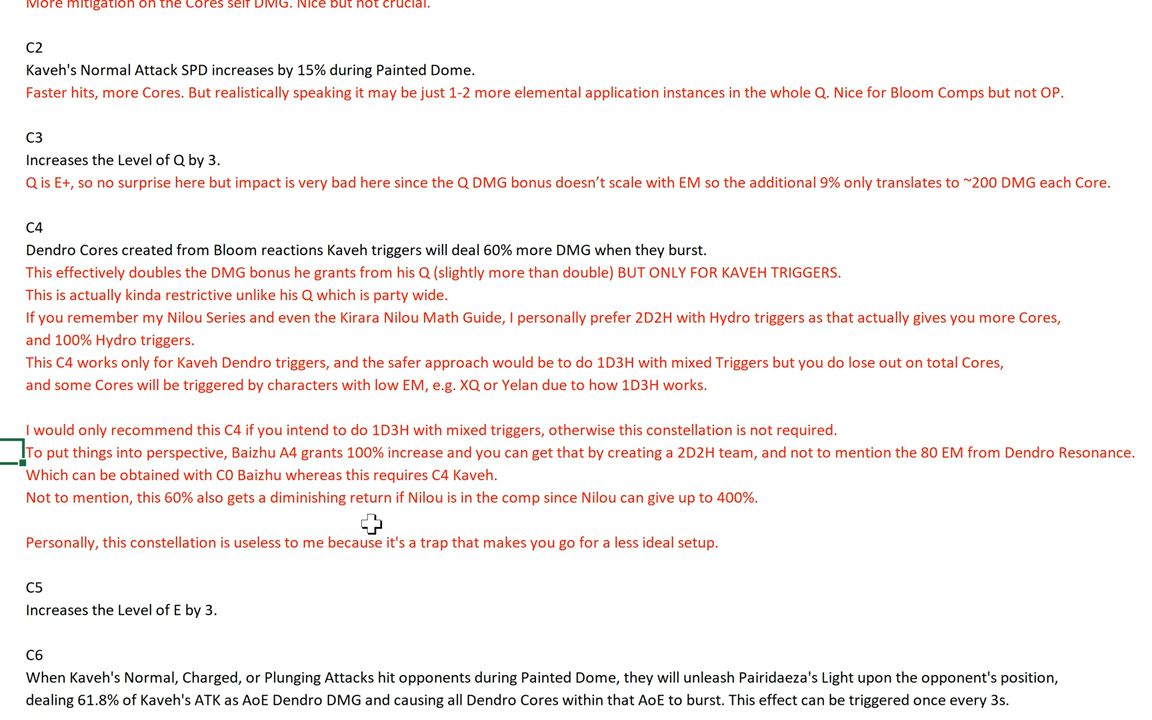 More mitigation on the Cores self DMG. Nice but not crucial.
C2
Kaveh's Normal Attack SPD increases by 15% during Painted Dome.
Faster hits, more Cores. But realistically speaking it may be just 1-2 more elemental application instances in the whole Q. Nice for Bloom Comps but not OP.
C3
Increases the Level of Q by 3.
Q is E+, so no surprise here but impact is very bad here since the Q DMG bonus doesn't scale with EM so the additional 9% only translates to ~200 DMG each Core.
C4
Dendro Cores created from Bloom reactions Kaveh triggers will deal 60% more DMG when they burst.
This effectively doubles the DMG bonus he grants from his Q (slightly more than double) BUT ONLY FOR KAVEH TRIGGERS.
This is actually kinda restrictive unlike his Q which is party wide.
If you remember my Nilou Series and even the Kirara Nilou Math Guide, I personally prefer 2D2H with Hydro triggers as that actually gives you more Cores,
and 100% Hydro triggers.
This C4 works only for Kaveh Dendro triggers, and the safer approach would be to do 1D3H with mixed Triggers but you do lose out on total Cores,
and some Cores will be triggered by characters with low EM, e.g. XQ or Yelan due to how 1D3H works.
I would only recommend this C4 if you intend to do 1D3H with mixed triggers, otherwise this constellation is not required.
To put things into perspective, Baizhu A4 grants 100% increase and you can get that by creating a 2D2H team, and not to mention the 80 EM from Dendro Resonance.
Which can be obtained with C0 Baizhu whereas this requires C4 Kaveh.
Not to mention, this 60% also gets a diminishing return if Nilou is in the comp since Nilou can give up to 400%.
Personally, this constellation is useless to me because it's a trap that makes you go for a less ideal setup.
C5
Increases the Level of E by 3.
C6
When Kaveh's Normal, Charged, or Plunging Attacks hit opponents during Painted Dome, they will unleash Pairidaeza's Light upon the opponent's position,
dealing 61.8% of Kaveh's ATK as AoE Dendro DMG and causing all Dendro Cores within that AoE to burst. This effect can be triggered once every 3s.